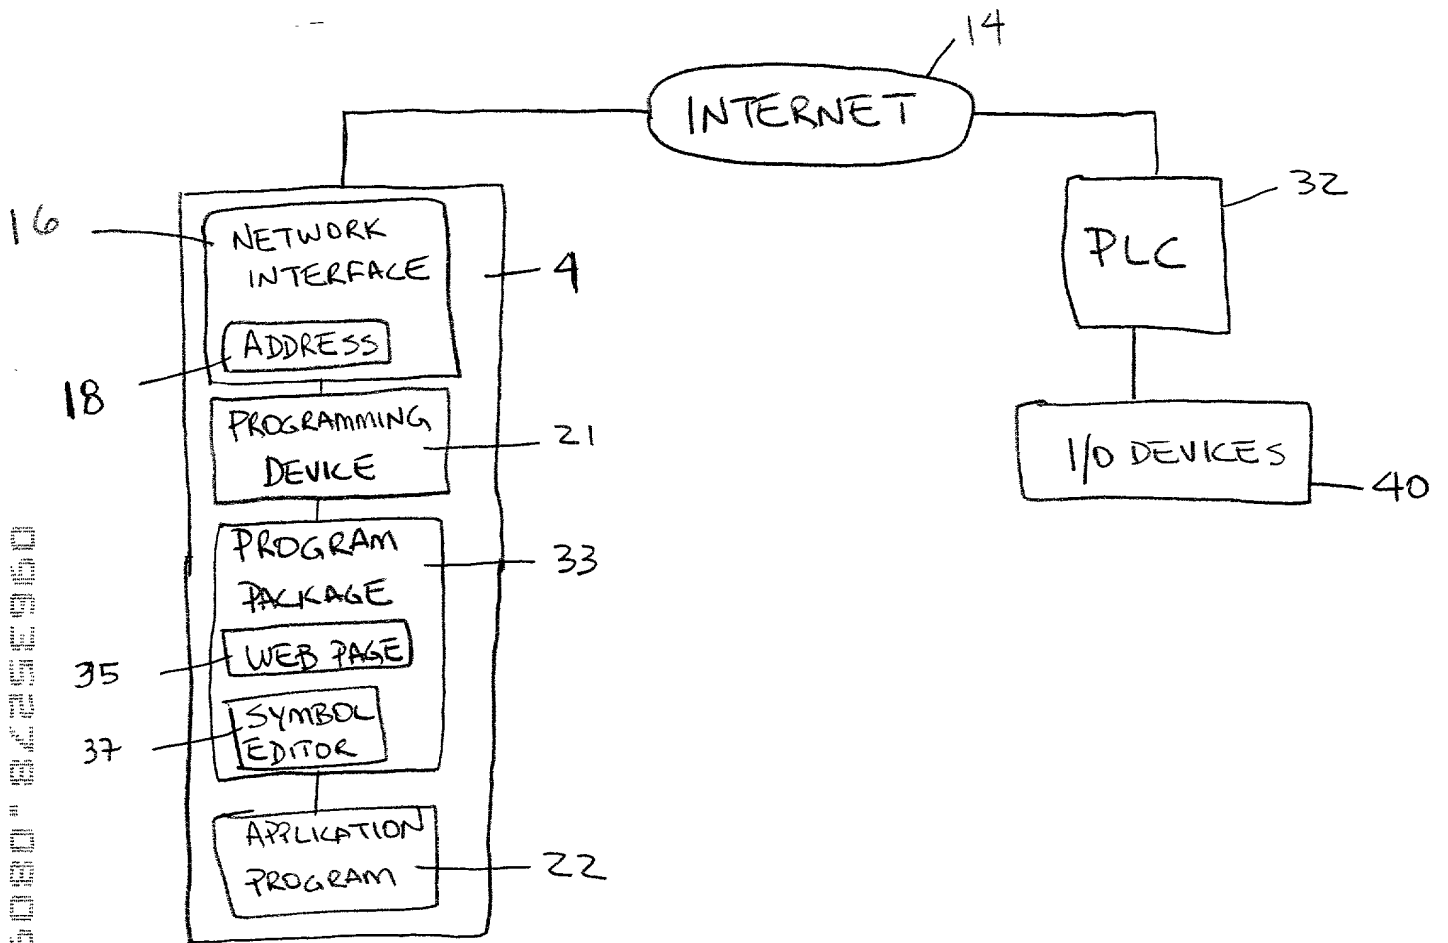 14
INTERNET
32
PLC
16
NETWORK
INTERFACE
4
ADDRESS
18
PROGRAMMING
DEVICE
21
I/O DEVICES
40
PROGRAM
PACKAGE
33
WEB PAGE
35
SYMBOL
EDITOR
37
APPLICATION
PROGRAM
22